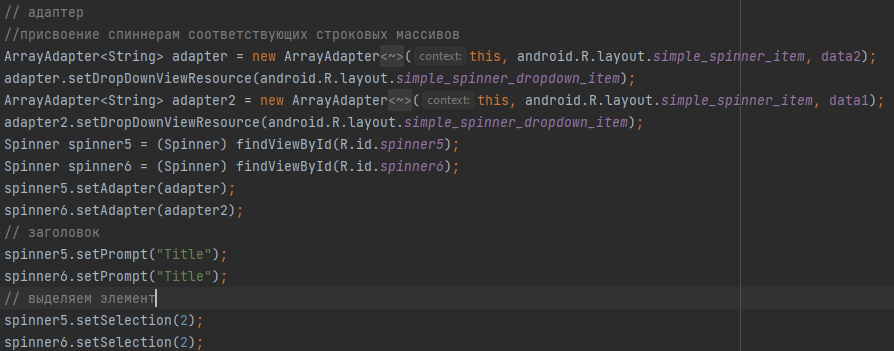 // адаптер
//присвоение спиннерам соответствующих строковых массивов
ArrayAdapter<String> adapter = new ArrayAdapter<~>( context: this, android.R.layout.simple_spinner_item, data2);
adapter.setDropDownViewResource(android.R.layout.simple_spinner_dropdown_item);
ArrayAdapter<String> adapter2 = new ArrayAdapter<~>( context: this, android.R.layout.simple_spinner_item, data1);
adapter2.setDropDownViewResource(android.R.layout.simple_spinner_dropdown_item);
Spinner spinner5 = (Spinner) findViewById(R.id.spinner5);
Spinner spinner6 = (Spinner) findViewById(R.id.spinner6);
spinner5.setAdapter(adapter);
spinner6.setAdapter(adapter2);
// заголовок
spinner5.setPrompt("Title");
spinner6.setPrompt("Title");
// выделяем элемент
spinner5.setSelection(2);
spinner6.setSelection(2);